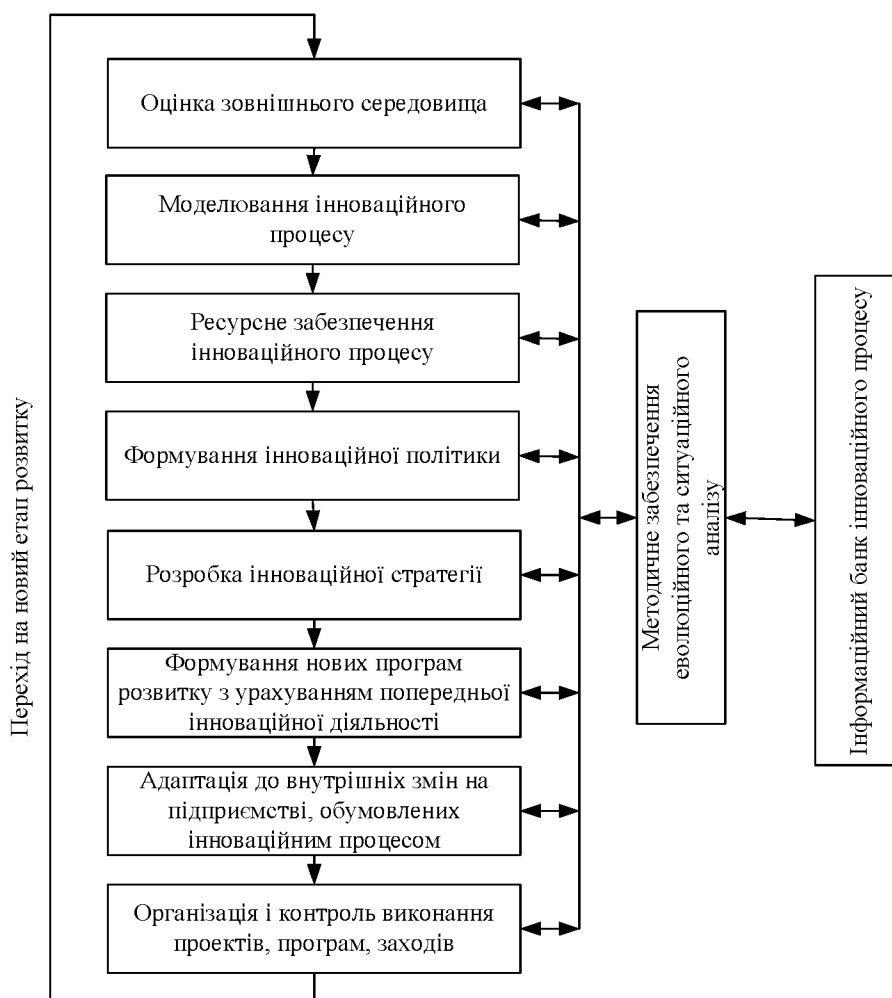 Оцінка зовнішнього середовища
Моделювання інноваційного
процесу
Ресурсне забезпечення
інноваційного процесу
Формування інноваційної політики
Розробка інноваційної стратегії
Формування нових програм
розвитку з урахуванням попередньої
інноваційної діяльності
Адаптація до внутрішніх змін на
підприємстві, обумовлених
інноваційним процесом
Організація і контроль виконання
проектів, програм, заходів
Перехід на новий етап розвитку
Методичне забезпечення
еволюційного та ситуаційного
аналізу
Інформаційний банк інноваційного процесу